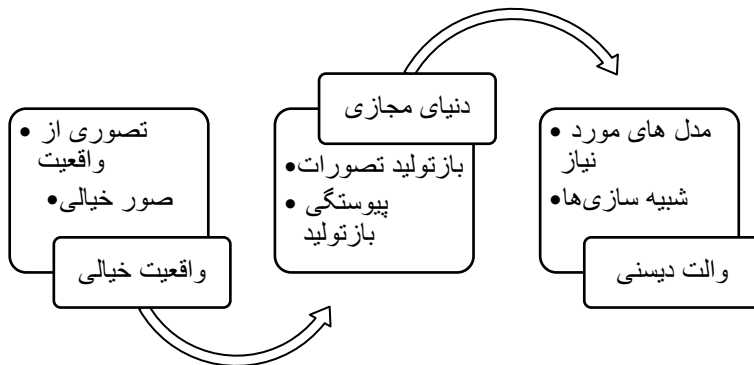 تصوری از
واقعیت
صور خیالی
واقعیت خیالی
دنیای مجازی
بازتولید تصورات
پیوستگی
بازتولید
مدل های مورد
نیاز
شبیه سازی‌ها
والت دیسنی